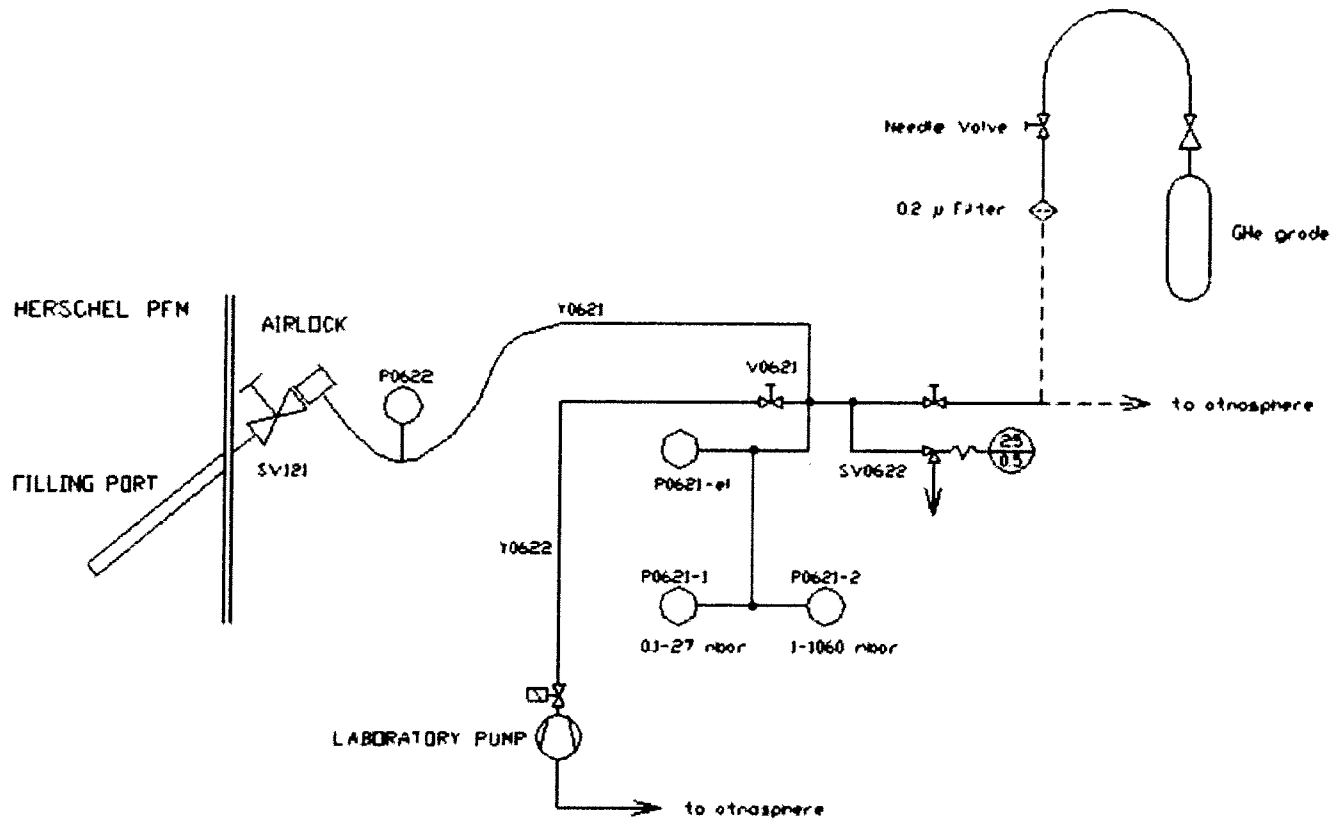 Needle Valve
0.2 µ Filter
GHe grade
HERSCHEL PFM
AIRLOCK
Y0621
P0622
V0621
to atmosphere
25
0.5
SV121
SV0622
FILLING PORT
P0621-el
Y0622
P0621-1
P0621-2
0.1-27 mbar
1-1060 mbar
LABORATORY PUMP
to atmosphere